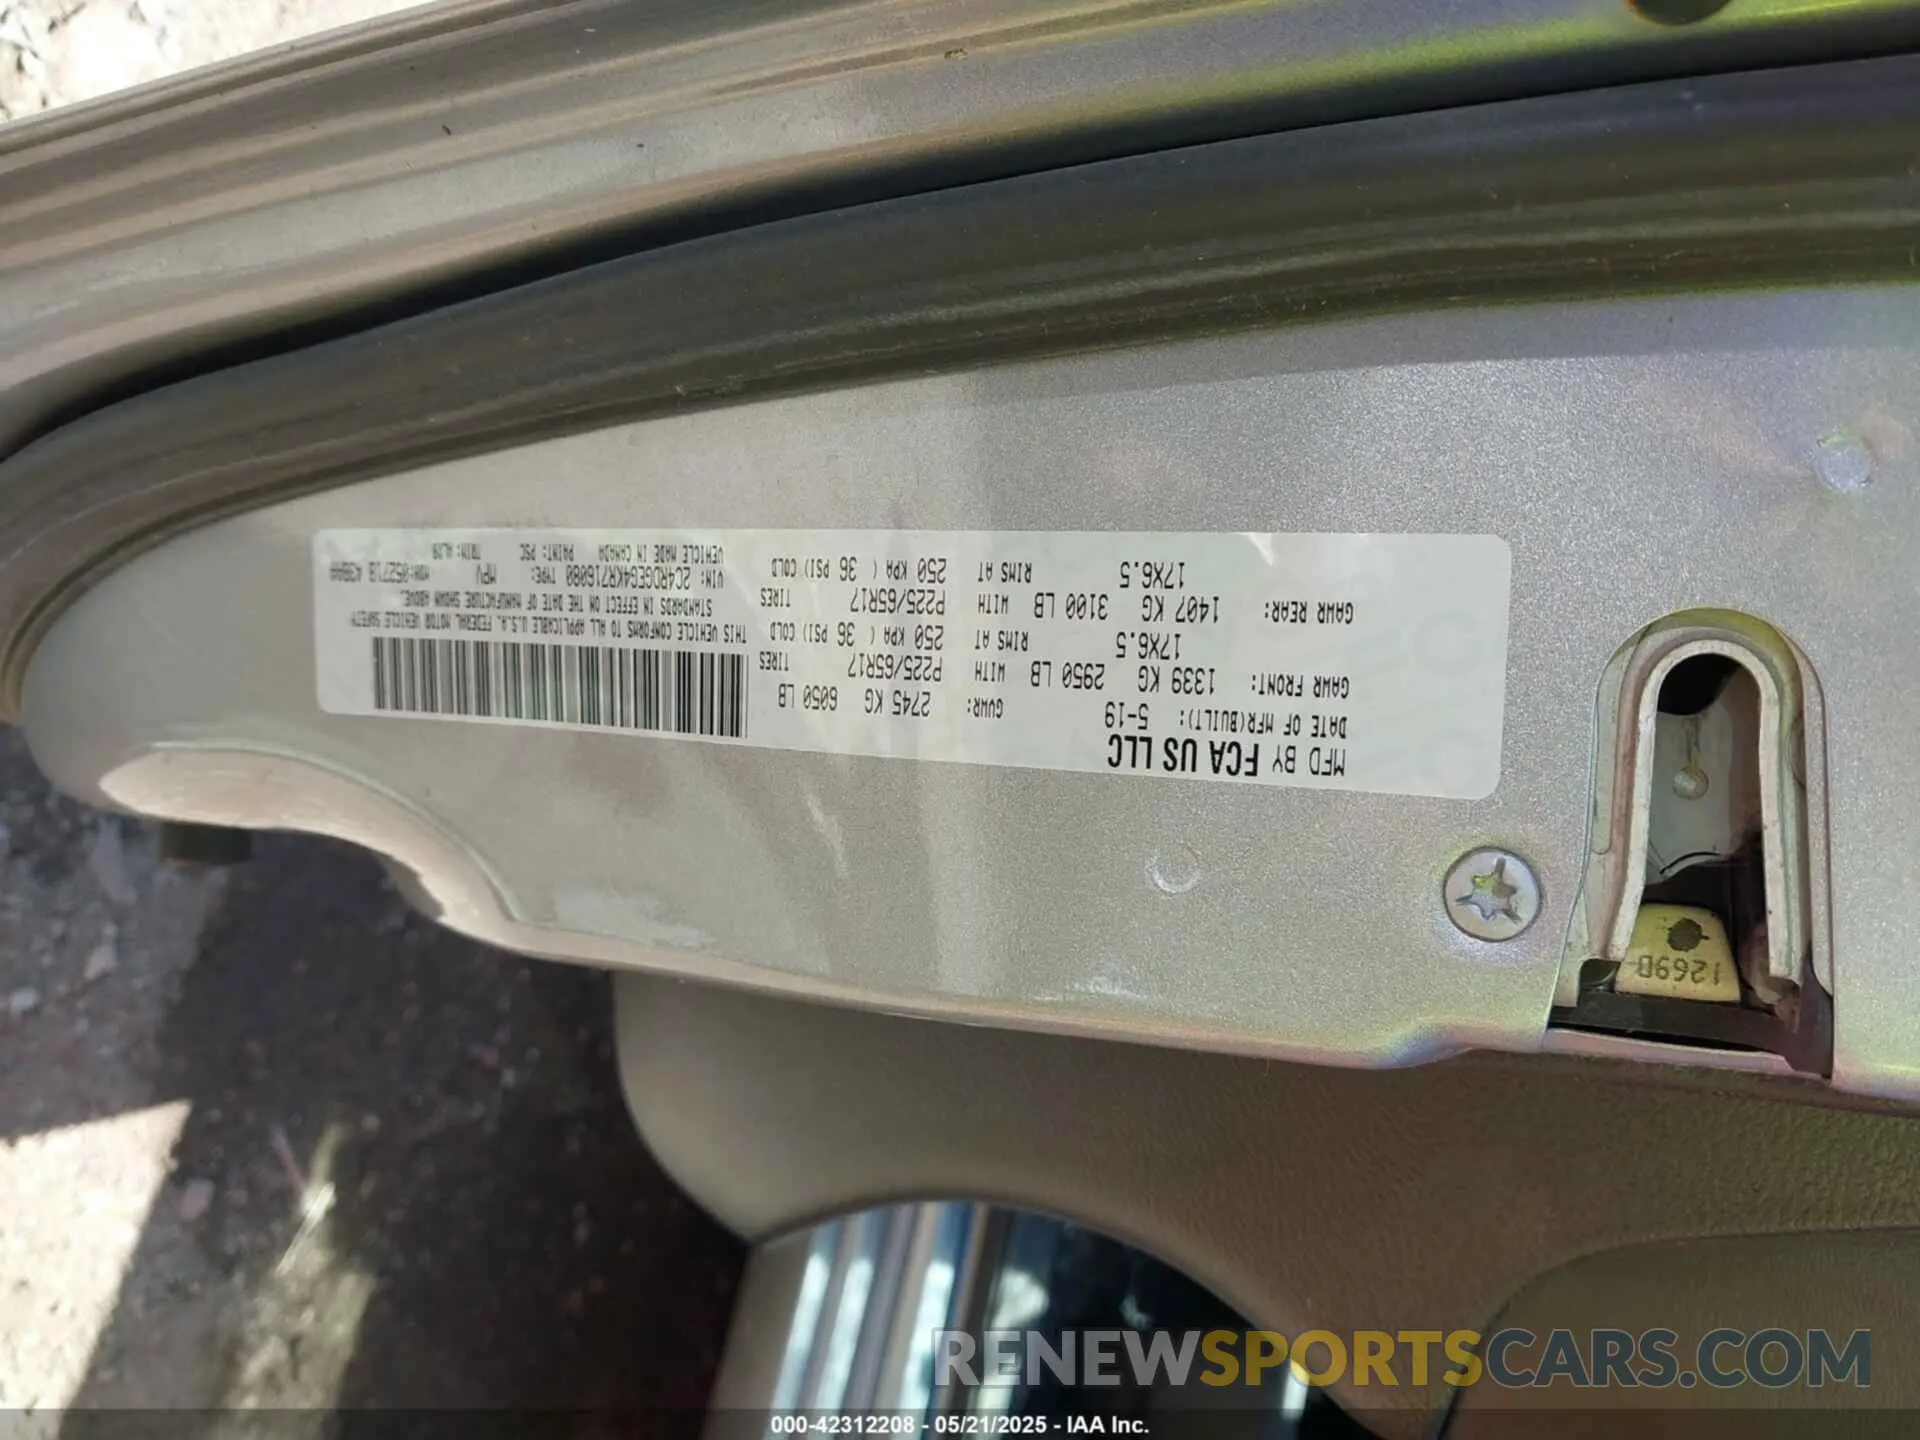 MFD BY FCA US LLC
DATE OF MFR(BUILT): 5-19
GVWR: 2745 KG 6050 LB
GAWR FRONT: 1339 KG 2950 LB WITH P225/65R17 TIRES
17X6.5 RIMS AT 250 KPA ( 36 PSI) COLD
GAWR REAR: 1407 KG 3100 LB WITH P225/65R17 TIRES
17X6.5 RIMS AT 250 KPA ( 36 PSI) COLD
THIS VEHICLE CONFORMS TO ALL APPLICABLE U.S.A. FEDERAL MOTOR VEHICLE SAFETY
STANDARDS IN EFFECT ON THE DATE OF MANUFACTURE SHOWN ABOVE.
VIN: 2C4RDGEG4KR716080 TYPE: MPV
VEHICLE MADE IN CANADA PAINT: PSC TRIM:
1269D
RENEWSPORTSCARS.COM
000-42312208 - 05/21/2025 - IAA Inc.